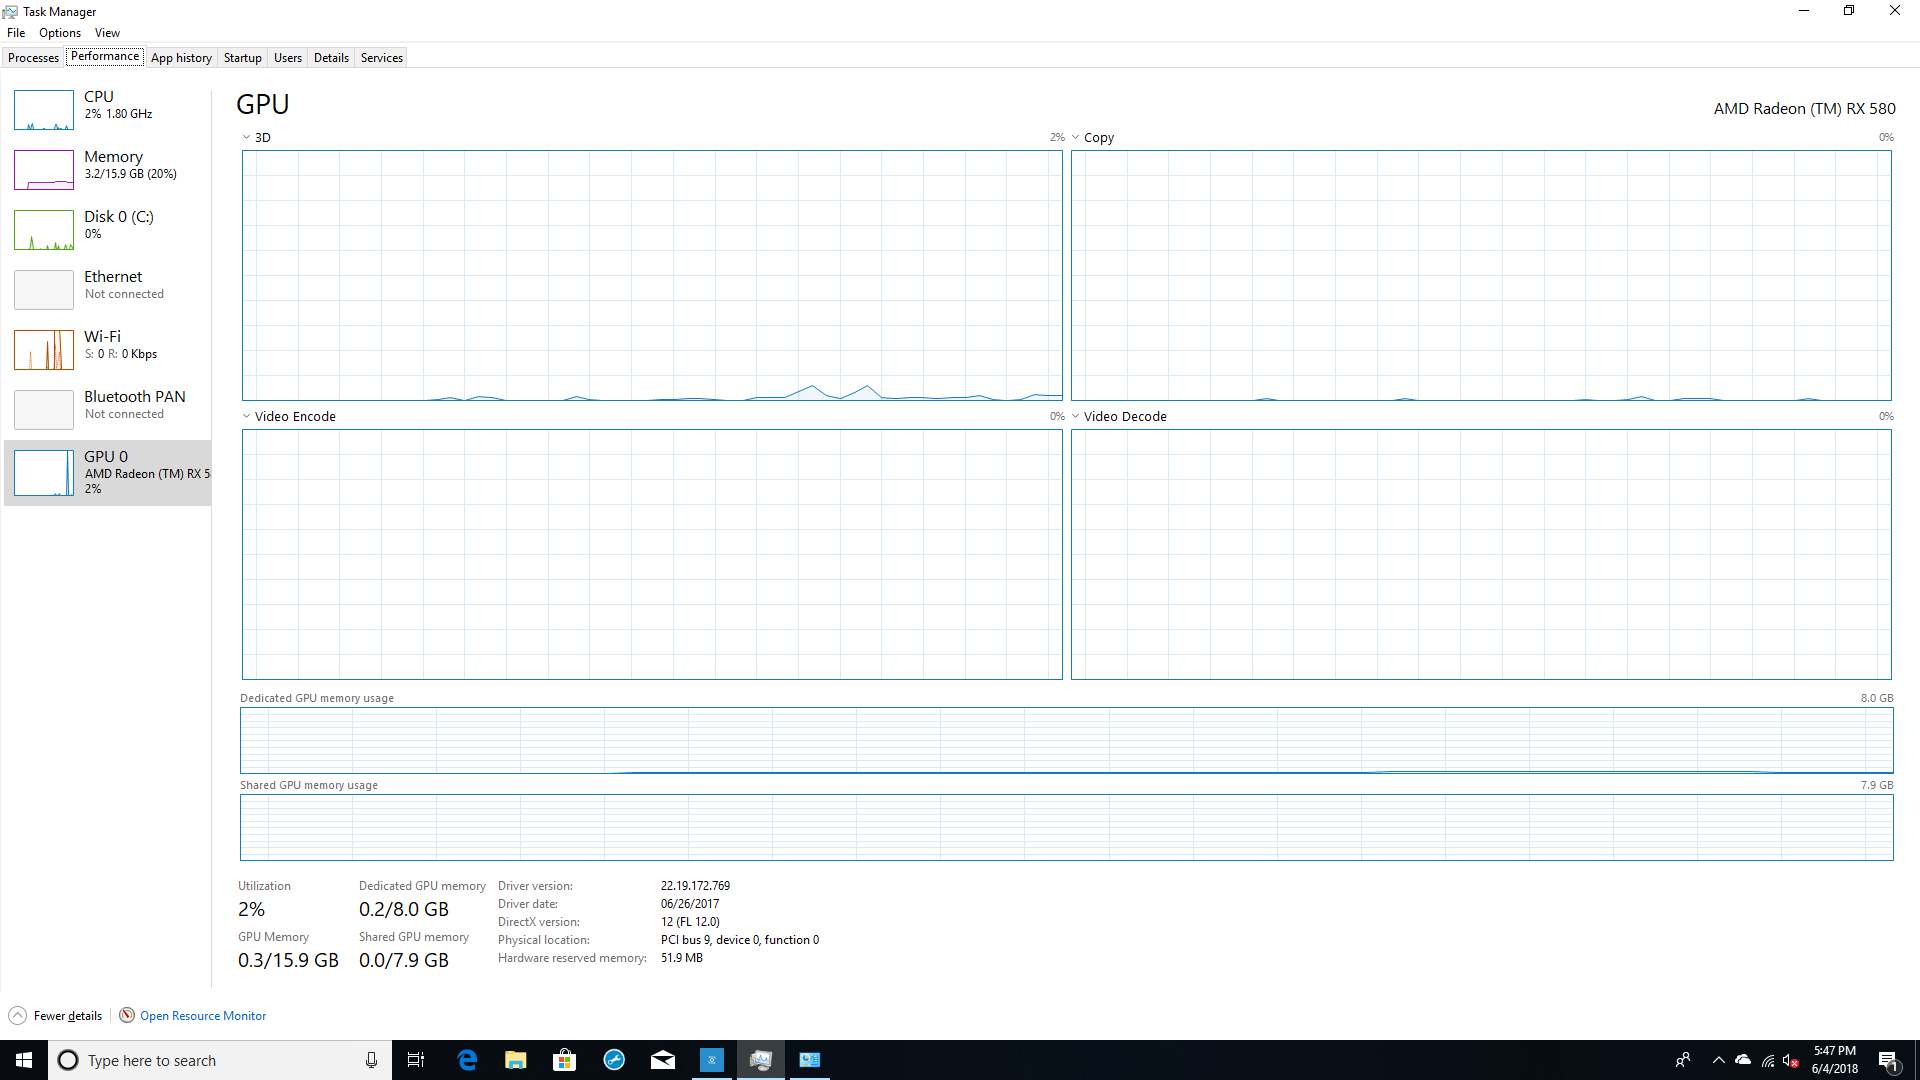 Task Manager
File Options View
Processes Performance App history Startup Users Details Services
CPU
2% 1.80 GHz
Memory
3.2/15.9 GB (20%)
Disk 0 (C:)
0%
Ethernet
Not connected
Wi-Fi
S: 0 R: 0 Kbps
Bluetooth PAN
Not connected
GPU 0
AMD Radeon (TM) RX 5
2%
GPU
AMD Radeon (TM) RX 580
3D 2%
Copy 0%
Video Encode 0%
Video Decode 0%
Dedicated GPU memory usage 8.0 GB
Shared GPU memory usage 7.9 GB
Utilization
2%
Dedicated GPU memory
0.2/8.0 GB
GPU Memory
0.3/15.9 GB
Shared GPU memory
0.0/7.9 GB
Driver version: 22.19.172.769
Driver date: 06/26/2017
DirectX version: 12 (FL 12.0)
Physical location: PCI bus 9, device 0, function 0
Hardware reserved memory: 51.9 MB
Fewer details
Open Resource Monitor
Type here to search
5:47 PM
6/4/2018
1